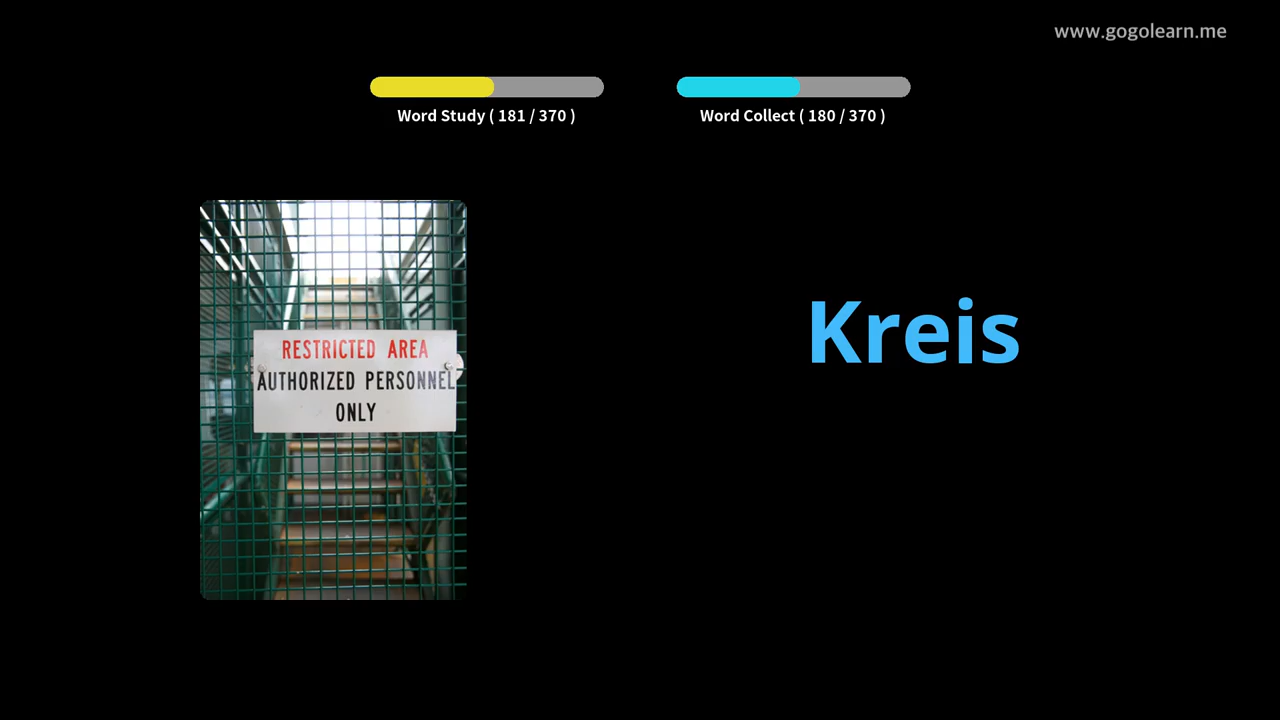 www.gogolearn.me
Word Study ( 181 / 370 )
Word Collect ( 180 / 370 )
RESTRICTED AREA
AUTHORIZED PERSONNEL
ONLY
Kreis